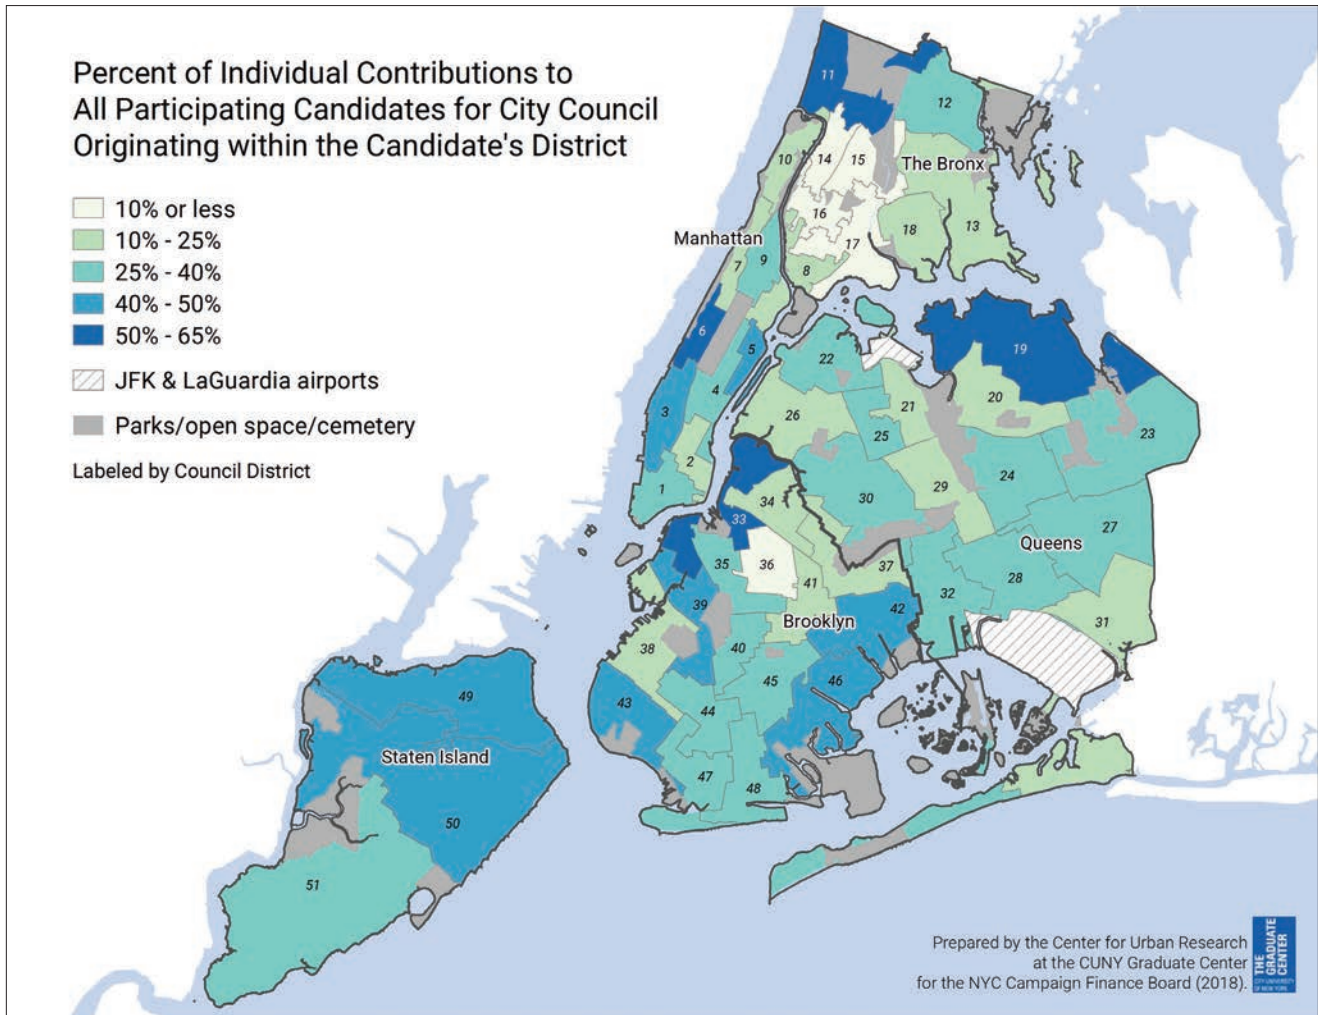 Percent of Individual Contributions to
All Participating Candidates for City Council
Originating within the Candidate's District
10% or less
10% - 25%
25% - 40%
40% - 50%
50% - 65%
JFK & LaGuardia airports
Parks/open space/cemetery
Labeled by Council District
11
12
10
14
15
The Bronx
16
18
13
Manhattan
17
7
9
8
6
5
19
22
4
3
20
26
21
25
23
2
24
1
30
29
34
33
27
Queens
35
36
37
28
41
32
39
42
Brooklyn
31
38
40
45
46
49
43
44
Staten Island
47
48
50
51
Prepared by the Center for Urban Research
at the CUNY Graduate Center
for the NYC Campaign Finance Board (2018).
THE
GRADUATE
CENTER
CITY UNIVERSITY
OF NEW YORK